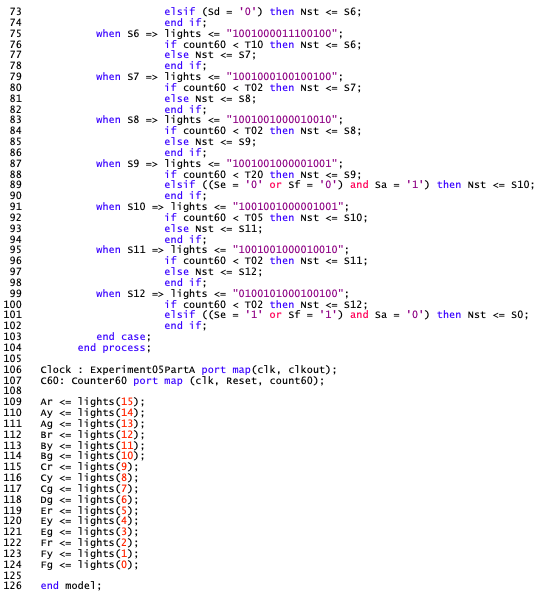 73 elsif (Sd = '0') then Nst <= S6;
74 end if;
75 when S6 => lights <= "1001000011100100";
76 if count60 < T10 then Nst <= S6;
77 else Nst <= S7;
78 end if;
79 when S7 => lights <= "1001000100100100";
80 if count60 < T02 then Nst <= S7;
81 else Nst <= S8;
82 end if;
83 when S8 => lights <= "1001001000010010";
84 if count60 < T02 then Nst <= S8;
85 else Nst <= S9;
86 end if;
87 when S9 => lights <= "1001001000001001";
88 if count60 < T20 then Nst <= S9;
89 elsif ((Se = '0' or Sf = '0') and Sa = '1') then Nst <= S10;
90 end if;
91 when S10 => lights <= "1001001000001001";
92 if count60 < T05 then Nst <= S10;
93 else Nst <= S11;
94 end if;
95 when S11 => lights <= "1001001000010010";
96 if count60 < T02 then Nst <= S11;
97 else Nst <= S12;
98 end if;
99 when S12 => lights <= "0100101000100100";
100 if count60 < T02 then Nst <= S12;
101 elsif ((Se = '1' or Sf = '1') and Sa = '0') then Nst <= S0;
102 end if;
103 end case;
104 end process;
105
106 Clock : Experiment05PartA port map(clk, clkout);
107 C60: Counter60 port map (clk, Reset, count60);
108
109 Ar <= lights(15);
110 Ay <= lights(14);
111 Ag <= lights(13);
112 Br <= lights(12);
113 By <= lights(11);
114 Bg <= lights(10);
115 Cr <= lights(9);
116 Cy <= lights(8);
117 Cg <= lights(7);
118 Dg <= lights(6);
119 Er <= lights(5);
120 Ey <= lights(4);
121 Eg <= lights(3);
122 Fr <= lights(2);
123 Fy <= lights(1);
124 Fg <= lights(0);
125
126 end model;